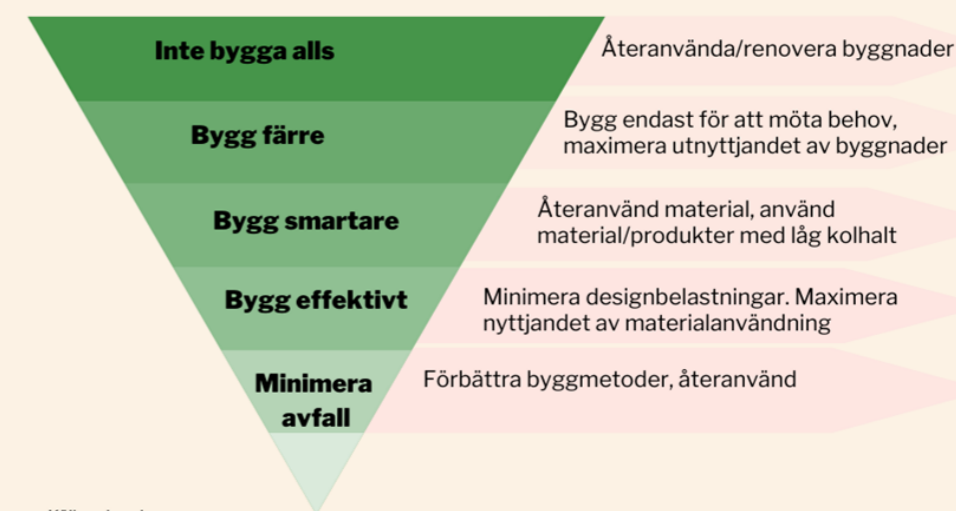 Inte bygga alls
Återanvända/renovera byggnader
Bygg färre
Bygg endast för att möta behov,
maximera utnyttjandet av byggnader
Bygg smartare
Återanvänd material, använd
material/produkter med låg kolhalt
Bygg effektivt
Minimera designbelastningar. Maximera
nyttjandet av materialanvändning
Minimera
avfall
Förbättra byggmetoder, återanvänd